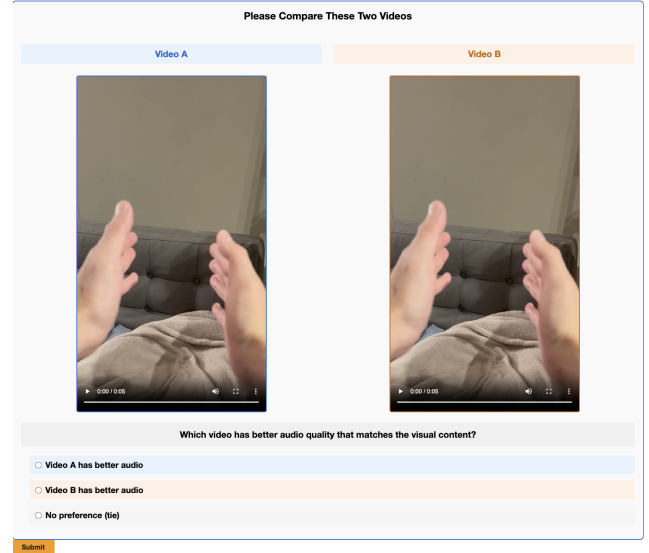 Please Compare These Two Videos
Video A
Video B
0:00 / 0:05
0:00 / 0:05
Which video has better audio quality that matches the visual content?
Video A has better audio
Video B has better audio
No preference (tie)
Submit